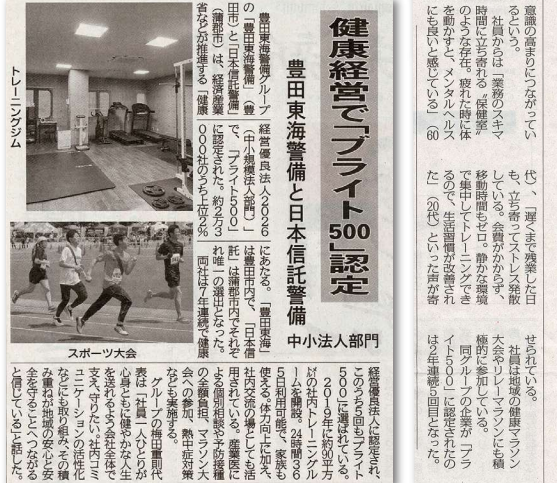 健康経営で「ブライト500」認定
豊田東海警備と日本信託警備
中小法人部門
豊田東海警備グループ
の「豊田東海警備」（豊
田市）と「日本信託警備」
（蒲郡市）は、経済産業
省などが推進する「健康
経営優良法人2026
（中小規模法人部門）」
で、「ブライト500」
に認定された。約2万3
000社のうち上位2％
にあたる。「豊田東海」
は豊田市内で、「日本信
託」は蒲郡市内でそれぞ
れ唯一の選出となった。
両社は7年連続で健康
経営優良法人に認定され、
このうち5回も「ブライト
500」に選ばれている。
2019年に約90平方
㍍の社内トレーニングル
ームを開設。24時間36
5日利用可能で、家族も
使える。体力向上に加え、
社内交流の場としても活
用されている。産業医に
よる個別相談や予防接種
の全額負担、マラソン大
会への参加、熱中症対策
なども実施する。
グループの梅田重則代
表は「社員一人ひとりが
心身ともに健やかな人生
を送れるよう会社全体で
支え、守りたい。社内コミ
ュニケーションの活性化
などにも取り組み、その積
み重ねが地域の安心と安
全を守ることへつながる
と信じている」と話した。
トレーニングジム
スポーツ大会
意識の高まりにつながってい
るという。
社員からは「業務のスキマ
時間に立ち寄れる〝保健室〟
のような存在。疲れた時に体
を動かすと、メンタルヘルス
にも良いと感じている」（60
代）、「遅くまで残業した日
も、立ち寄ってストレス発散
している。会費がかからず、
移動時間もゼロ。静かな環境
で集中してトレーニングでき
るので、生活習慣が改善され
た」（20代）といった声が寄
せられている。
社員は地域の健康マラソン
大会やリレーマラソンにも積
極的に参加している。
同グループの企業が「ブラ
イト500」に認定されたの
は2年連続5回目となった。